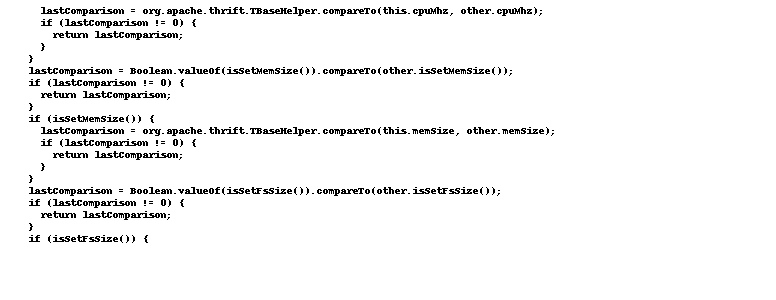 lastComparison = org.apache.thrift.TBaseHelper.compareTo(this.cpuMhz, other.cpuMhz);
      if (lastComparison != 0) {
        return lastComparison;
      }
    }
    lastComparison = Boolean.valueOf(isSetMemSize()).compareTo(other.isSetMemSize());
    if (lastComparison != 0) {
      return lastComparison;
    }
    if (isSetMemSize()) {
      lastComparison = org.apache.thrift.TBaseHelper.compareTo(this.memSize, other.memSize);
      if (lastComparison != 0) {
        return lastComparison;
      }
    }
    lastComparison = Boolean.valueOf(isSetFsSize()).compareTo(other.isSetFsSize());
    if (lastComparison != 0) {
      return lastComparison;
    }
    if (isSetFsSize()) {